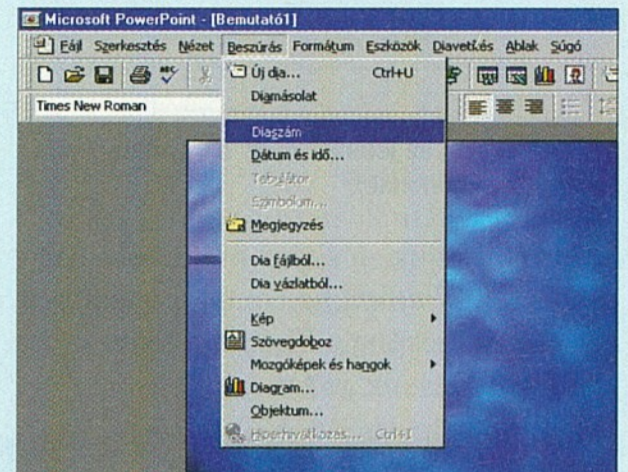 Microsoft PowerPoint - [Bemutató1]
Fájl Szerkesztés Nézet Beszúrás Formátum Eszközök Diavetítés Ablak Súgó
Új dia... Ctrl+U
Diamásolat
Times New Roman
Diaszám
Dátum és idő...
Tabulátor
Szimbólum...
Megjegyzés
Dia fájlból...
Dia vázlatból...
Kép
Szövegdoboz
Mozgóképek és hangok
Diagram...
Objektum...
Hiperhivatkozás... Ctrl+I